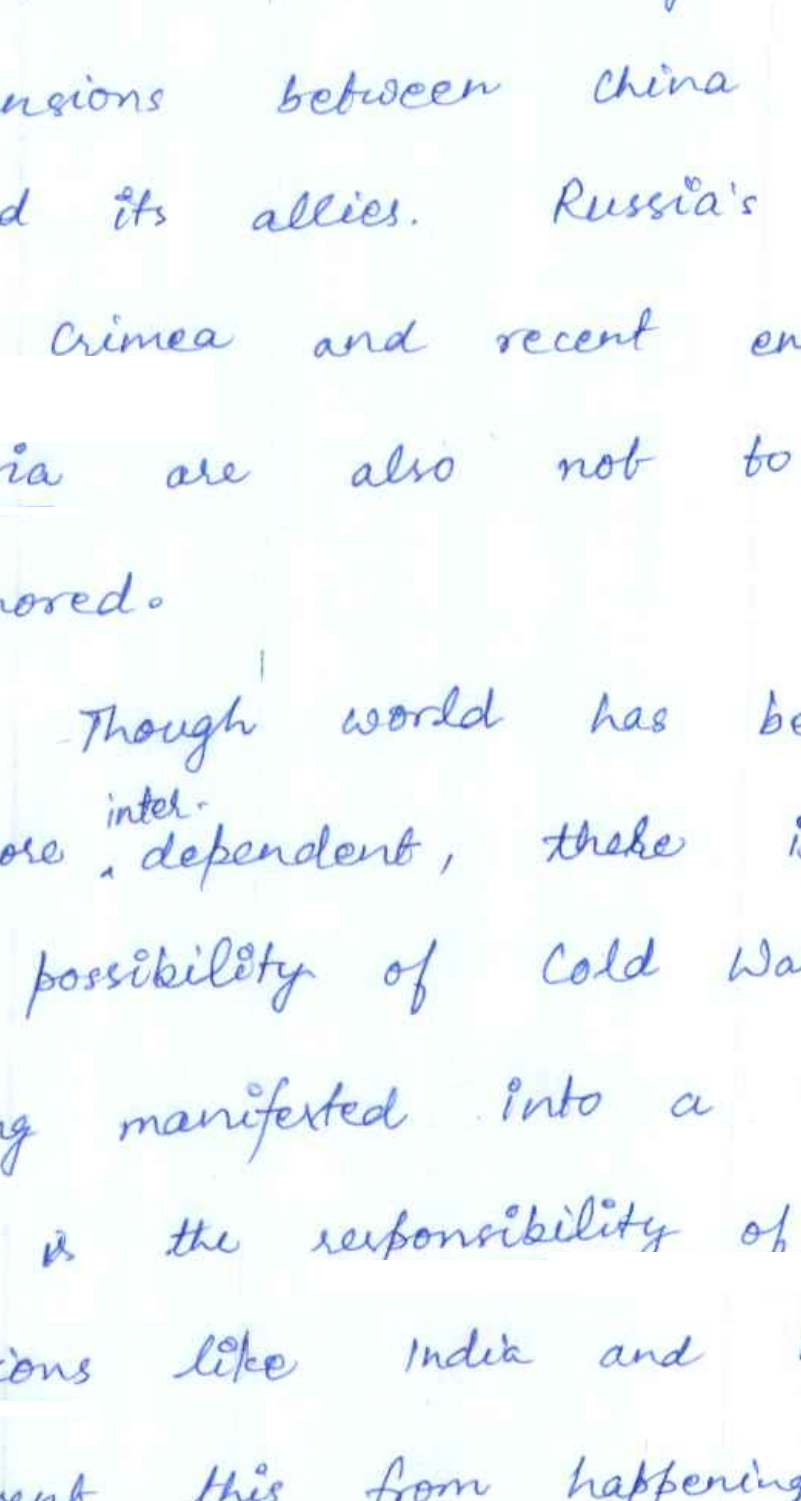 nsions between China
d its allies. Russia's
Crimea and recent en
ia are also not to
nored.
Though world has be
ore inter-dependent, there is
possibility of Cold Wa
ng manifested into a
is the responsibility of
ions like India and
ent this from happening